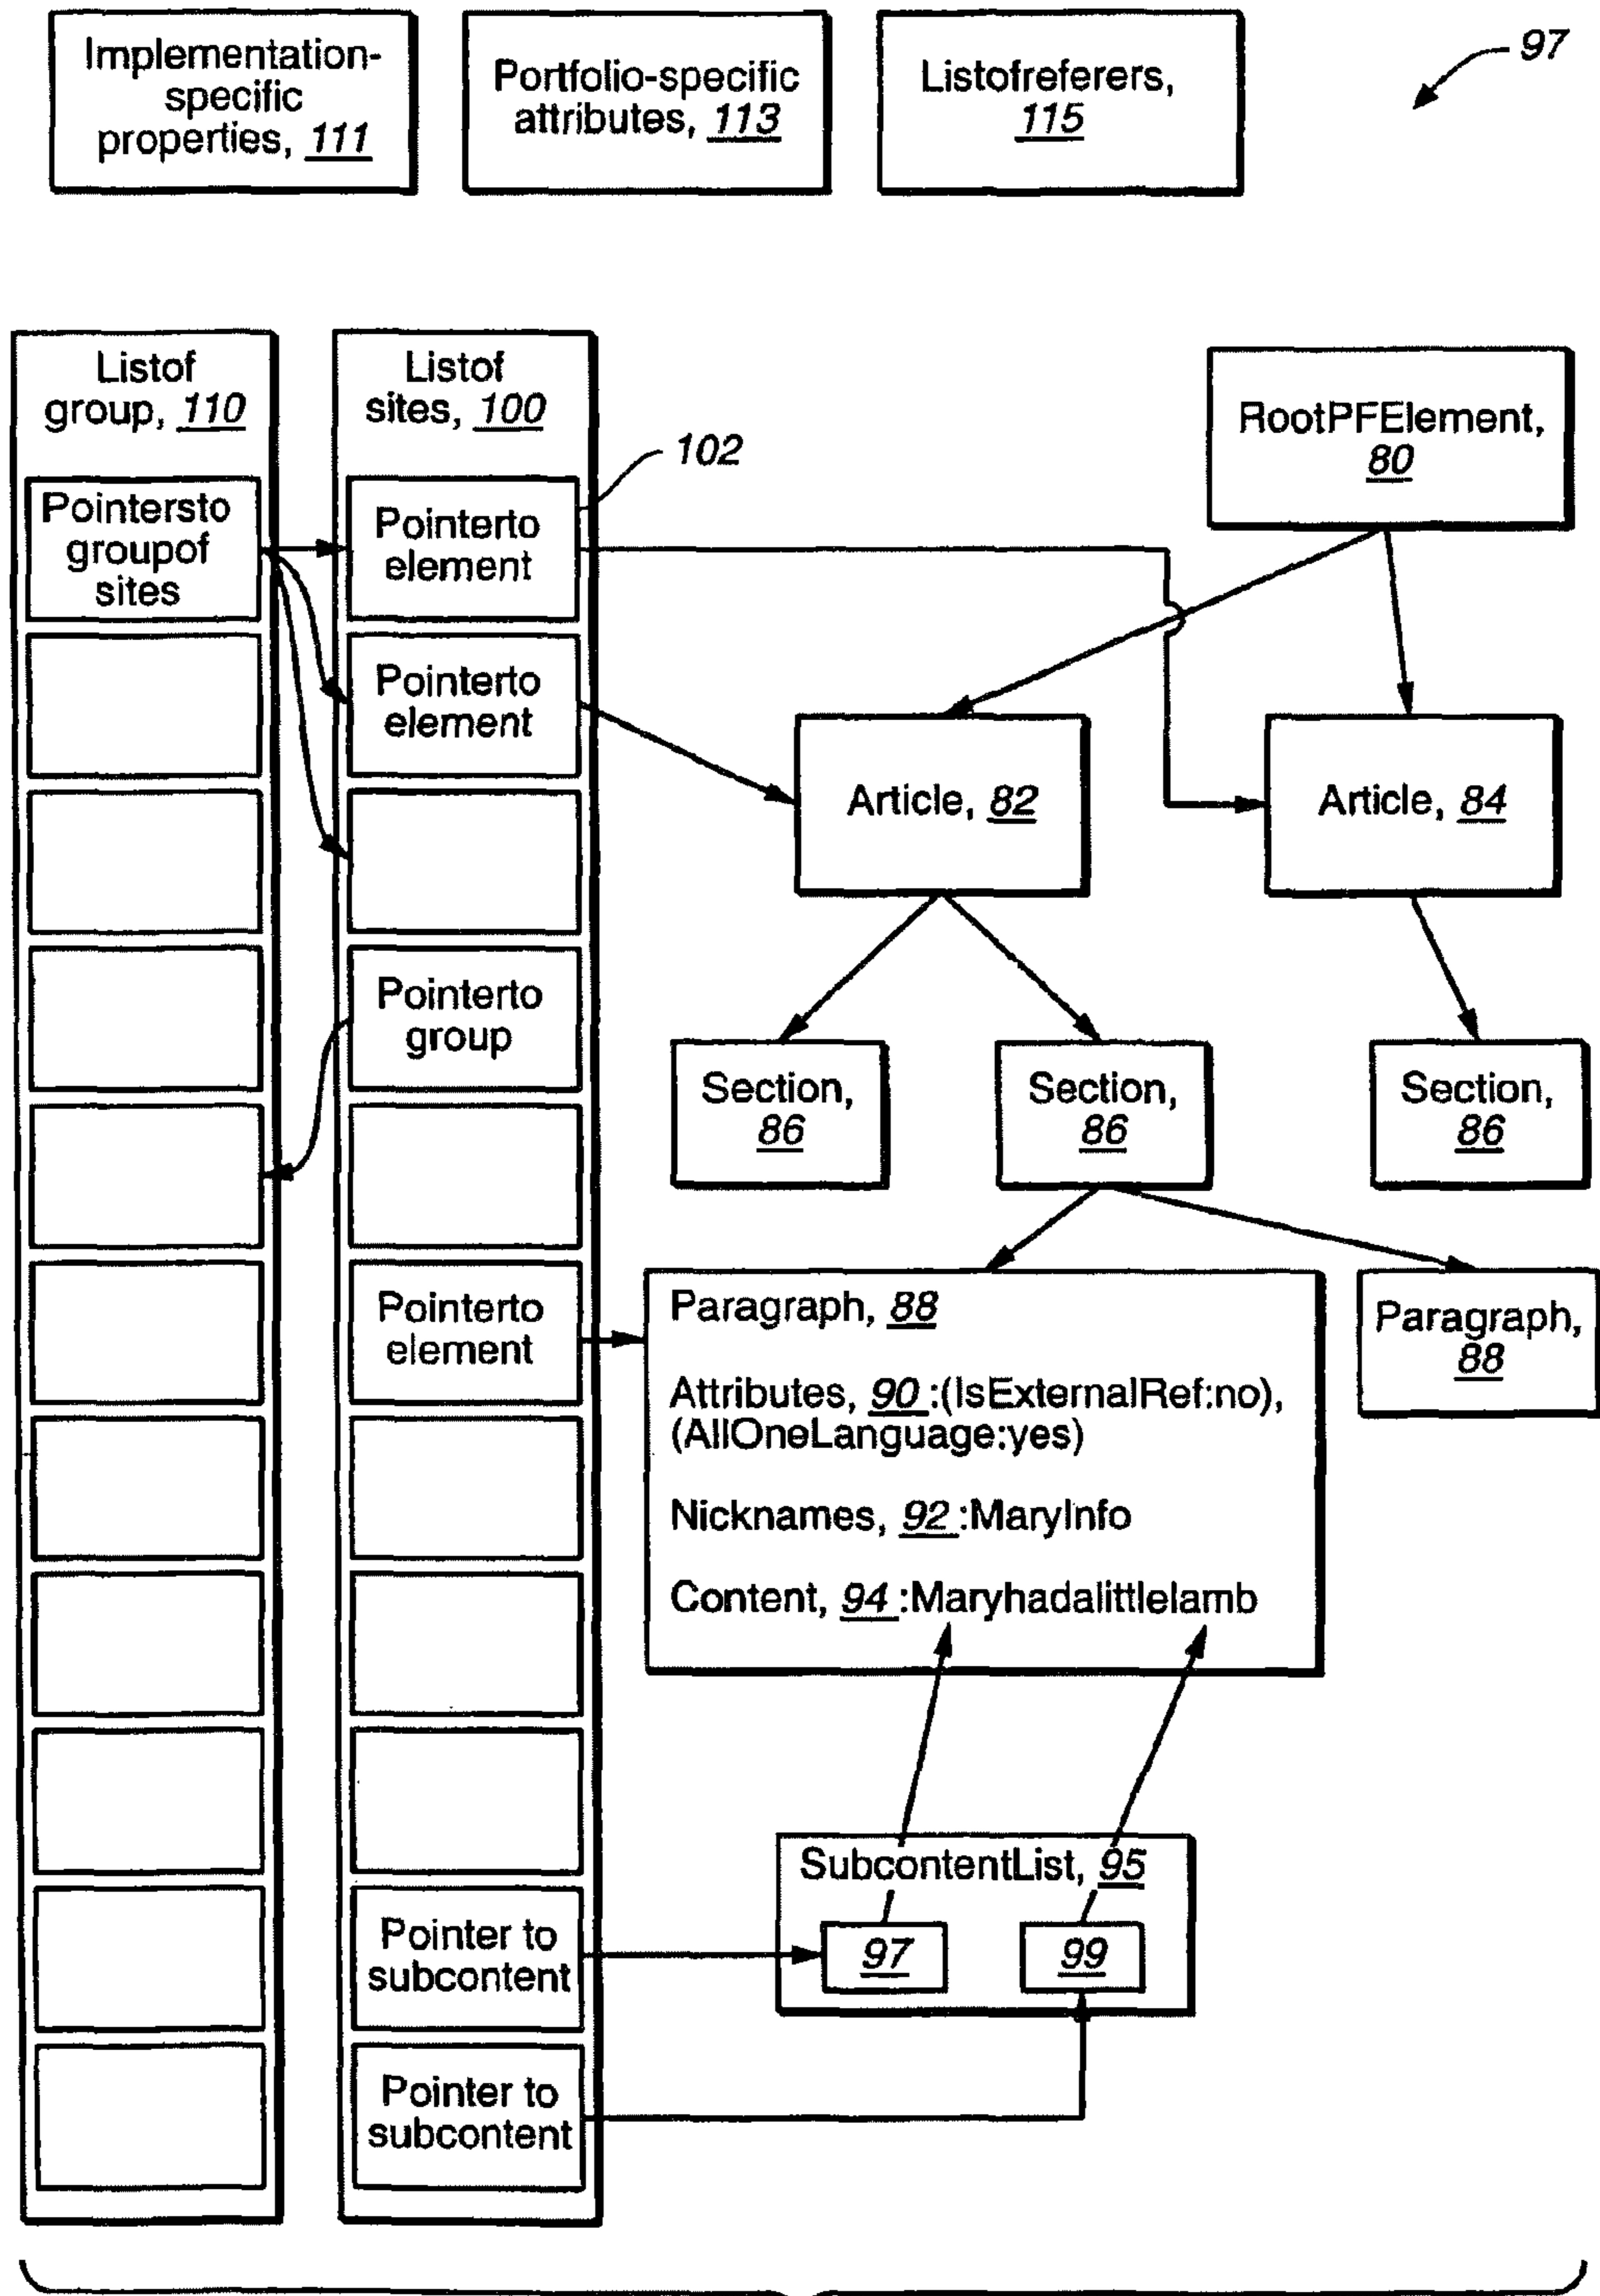 Implementation-
specific
properties, 111
Portfolio-specific
attributes, 113
Listofreferers,
115
97
Listof
group, 110
Listof
sites, 100
102
RootPFElement,
80
Pointersto
groupof
sites
Pointerto
element
Pointerto
element
Article, 82
Article, 84
Pointerto
group
Section,
86
Section,
86
Section,
86
Pointerto
element
Paragraph, 88
Attributes, 90 :(IsExternalRef:no),
(AllOneLanguage:yes)
Nicknames, 92 :MaryInfo
Content, 94 :Maryhadalittlelamb
Paragraph,
88
SubcontentList, 95
97
99
Pointer to
subcontent
Pointer to
subcontent